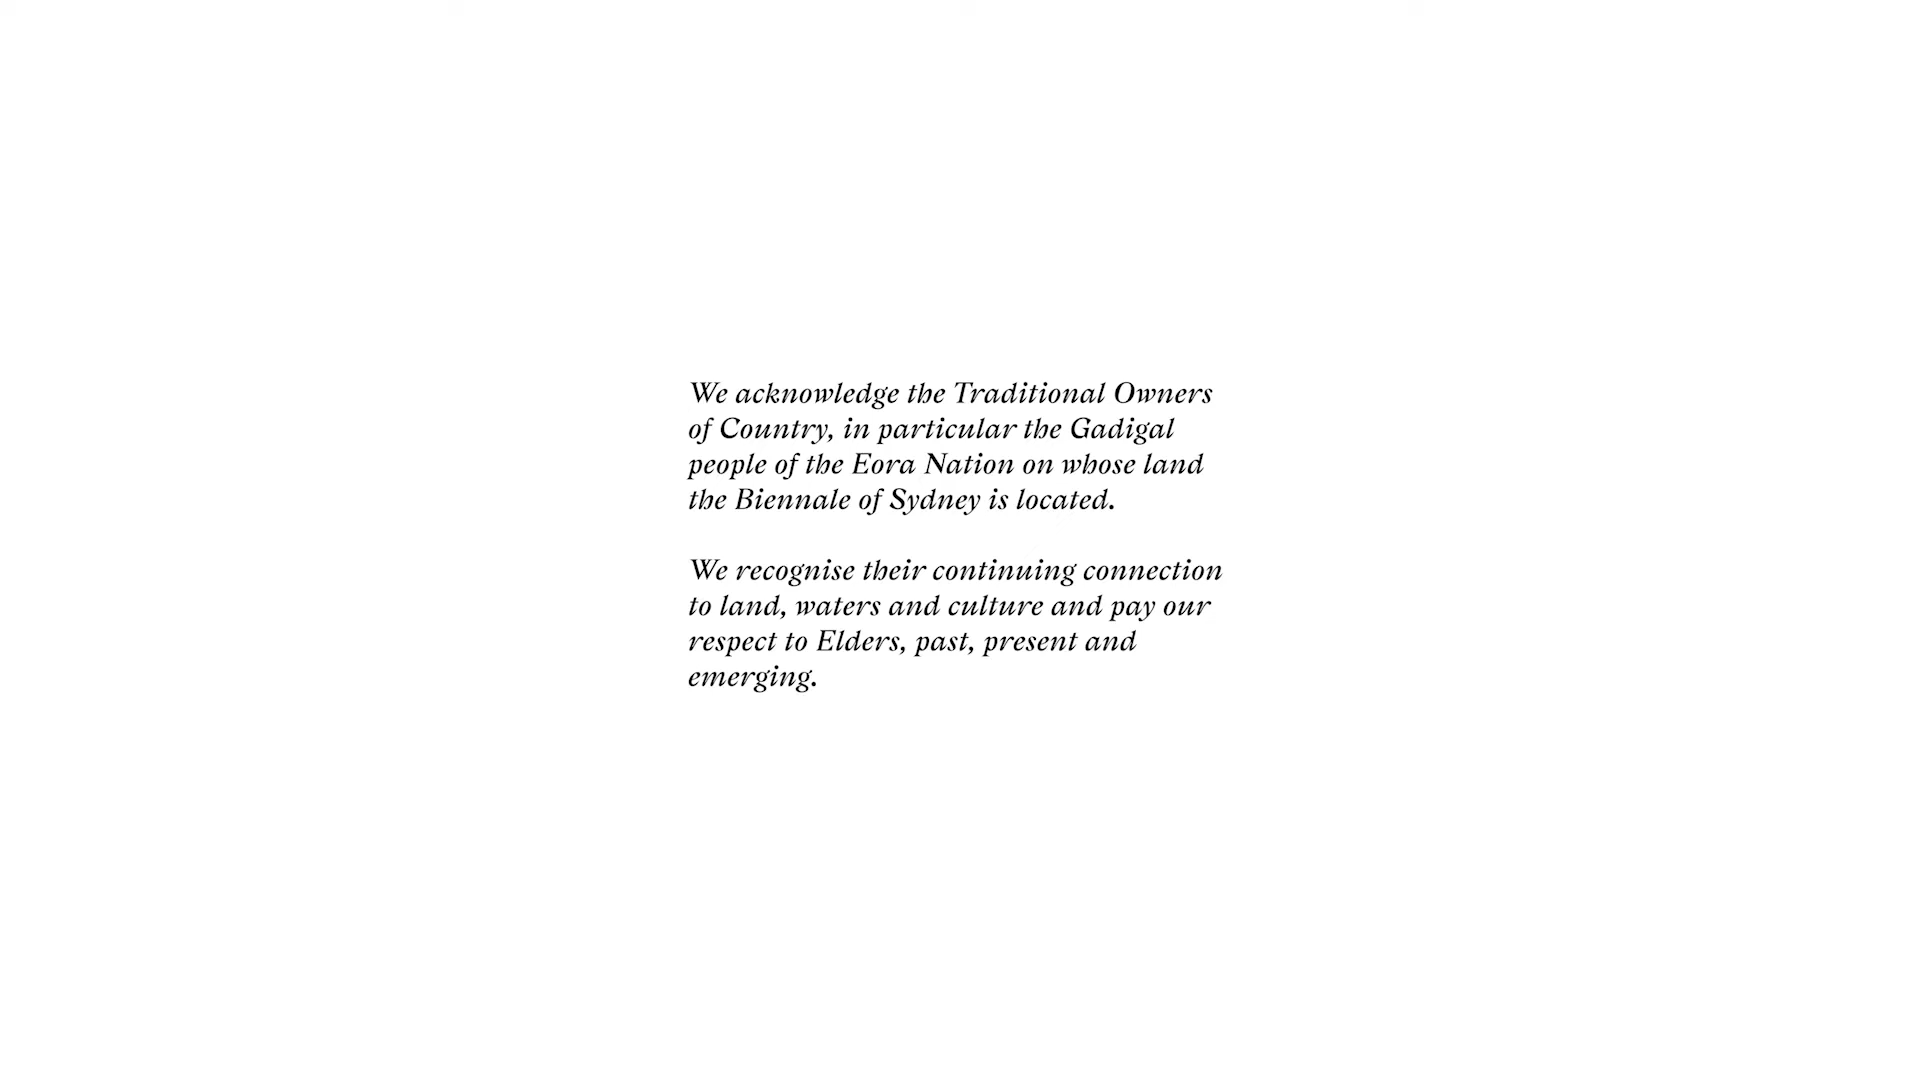 We acknowledge the Traditional Owners
of Country, in particular the Gadigal
people of the Eora Nation on whose land
the Biennale of Sydney is located.
We recognise their continuing connection
to land, waters and culture and pay our
respect to Elders, past, present and
emerging.